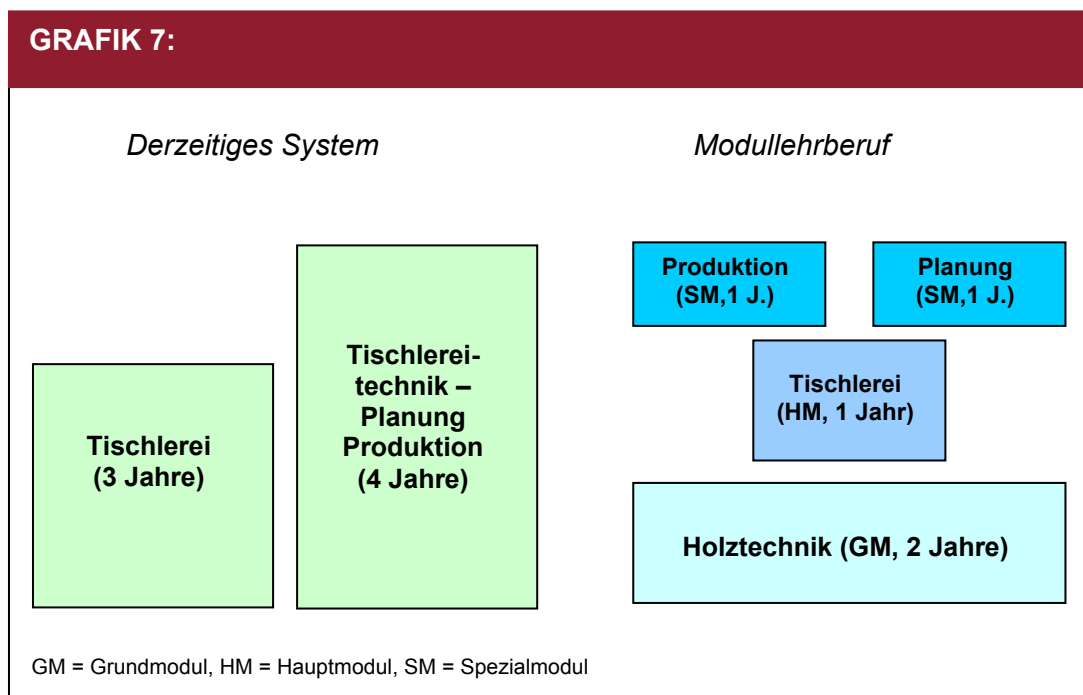 GRAFIK 7:
Derzeitiges System
Modullehrberuf
Tischlerei
(3 Jahre)
Tischlerei-
technik –
Planung
Produktion
(4 Jahre)
Produktion
(SM,1 J.)
Planung
(SM,1 J.)
Tischlerei
(HM, 1 Jahr)
Holztechnik (GM, 2 Jahre)
GM = Grundmodul, HM = Hauptmodul, SM = Spezialmodul